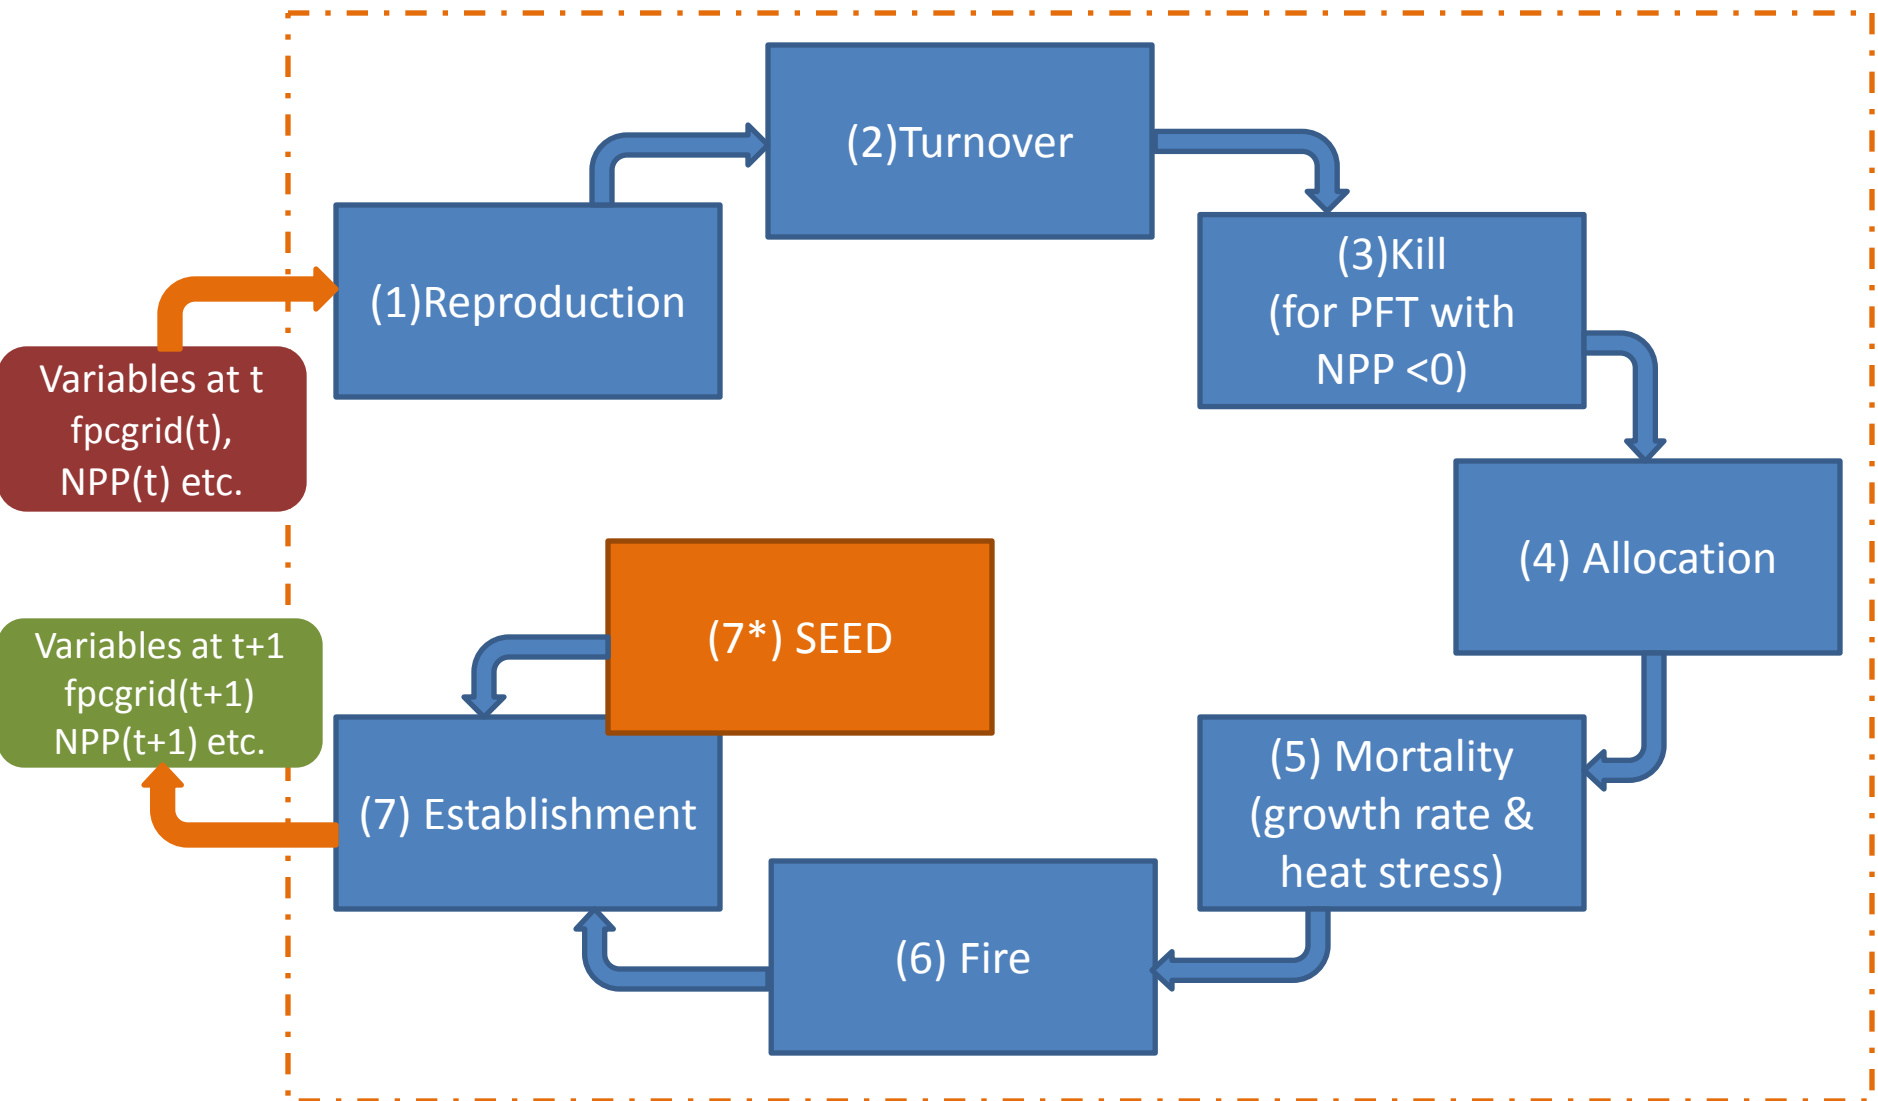 (2)Turnover
(1)Reproduction
(3)Kill
(for PFT with
NPP <0)
Variables at t
fpcgrid(t),
NPP(t) etc.
(4) Allocation
(7*) SEED
Variables at t+1
fpcgrid(t+1)
NPP(t+1) etc.
(5) Mortality
(growth rate &
heat stress)
(7) Establishment
(6) Fire